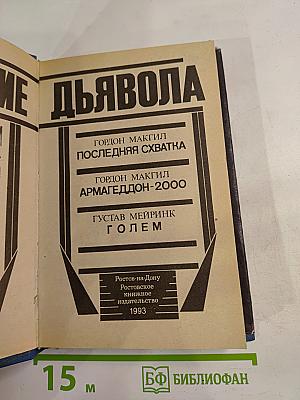 ИЕ ДЬЯВОЛА
ГОРДОН МАКГИЛ
ПОСЛЕДНЯЯ СХВАТКА
ГОРДОН МАКГИЛ
АРМАГЕДДОН-2000
ГУСТАВ МЕЙРИНК
ГОЛЕМ
Ростов-на-Дону
Ростовское
книжное
издательство
1993
15 м
БФ БИБЛИОФАН